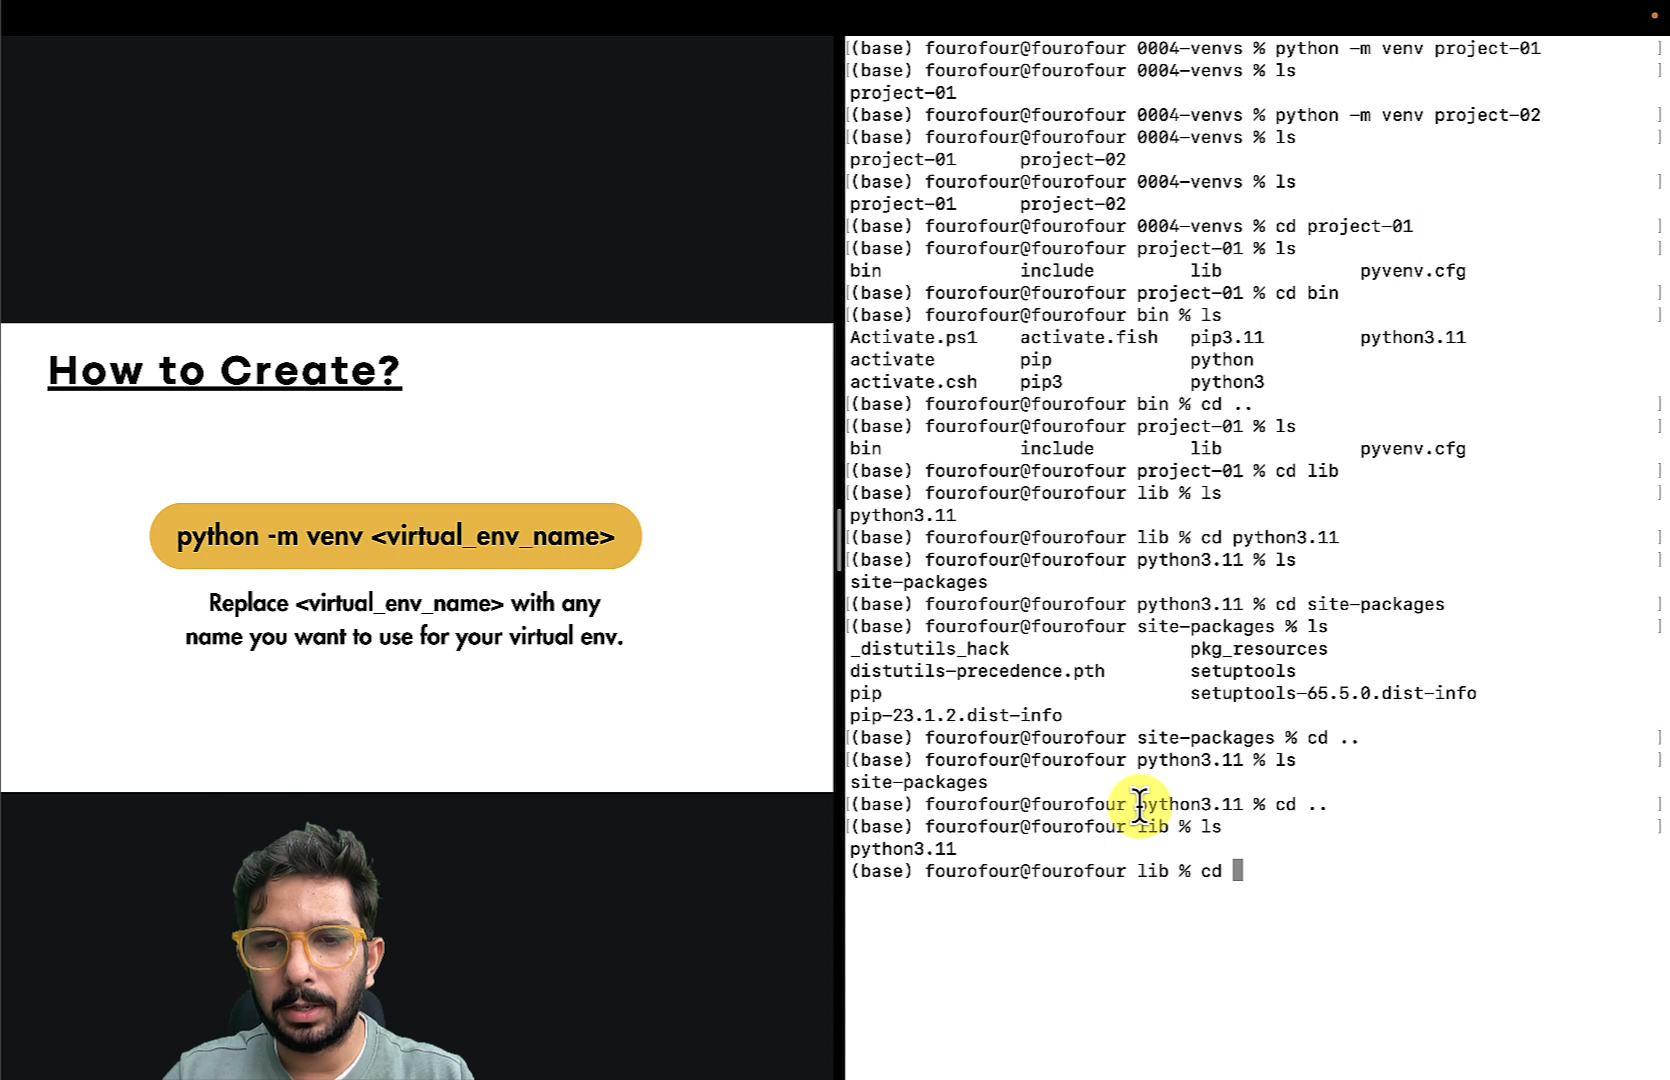 How to Create?
python -m venv <virtual_env_name>
Replace <virtual_env_name> with any
name you want to use for your virtual env.
(base) fourofour@fourofour 0004-venvs % python -m venv project-01
(base) fourofour@fourofour 0004-venvs % ls
project-01 project-02
(base) fourofour@fourofour 0004-venvs % python -m venv project-02
(base) fourofour@fourofour 0004-venvs % ls
project-01 project-02
(base) fourofour@fourofour 0004-venvs % ls
project-01 project-02
(base) fourofour@fourofour 0004-venvs % cd project-01
(base) fourofour@fourofour project-01 % ls
bin include lib pyvenv.cfg
(base) fourofour@fourofour project-01 % cd bin
(base) fourofour@fourofour bin % ls
Activate.ps1 activate.fish pip3.11 python3.11
activate pip python
activate.csh pip3 python3
(base) fourofour@fourofour bin % cd ..
(base) fourofour@fourofour project-01 % ls
bin include lib pyvenv.cfg
(base) fourofour@fourofour project-01 % cd lib
(base) fourofour@fourofour lib % ls
python3.11
(base) fourofour@fourofour lib % cd python3.11
(base) fourofour@fourofour python3.11 % ls
site-packages
(base) fourofour@fourofour python3.11 % cd site-packages
(base) fourofour@fourofour site-packages % ls
_distutils_hack pkg_resources
distutils-precedence.pth setuptools
pip setuptools-65.5.0.dist-info
pip-23.1.2.dist-info
(base) fourofour@fourofour site-packages % cd ..
(base) fourofour@fourofour python3.11 % ls
site-packages
(base) fourofour@fourofour python3.11 % cd ..
(base) fourofour@fourofour lib % ls
python3.11
(base) fourofour@fourofour lib % cd